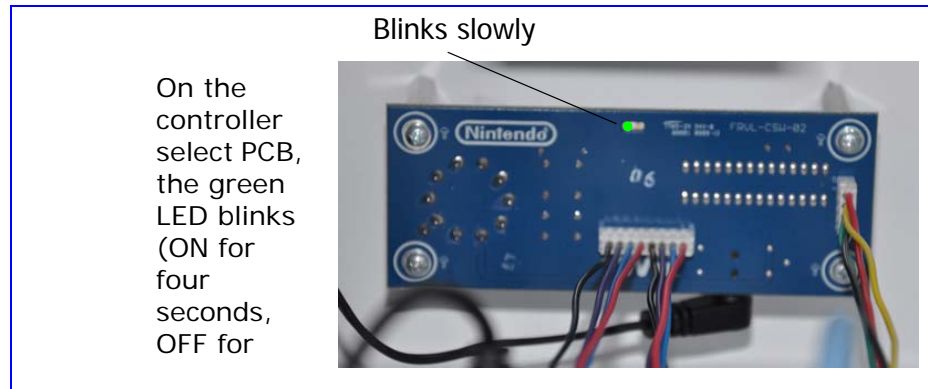 Blinks slowly
On the
controller
select PCB,
the green
LED blinks
(ON for
four
seconds,
OFF for
Nintendo
FRVL-CSW-02
06